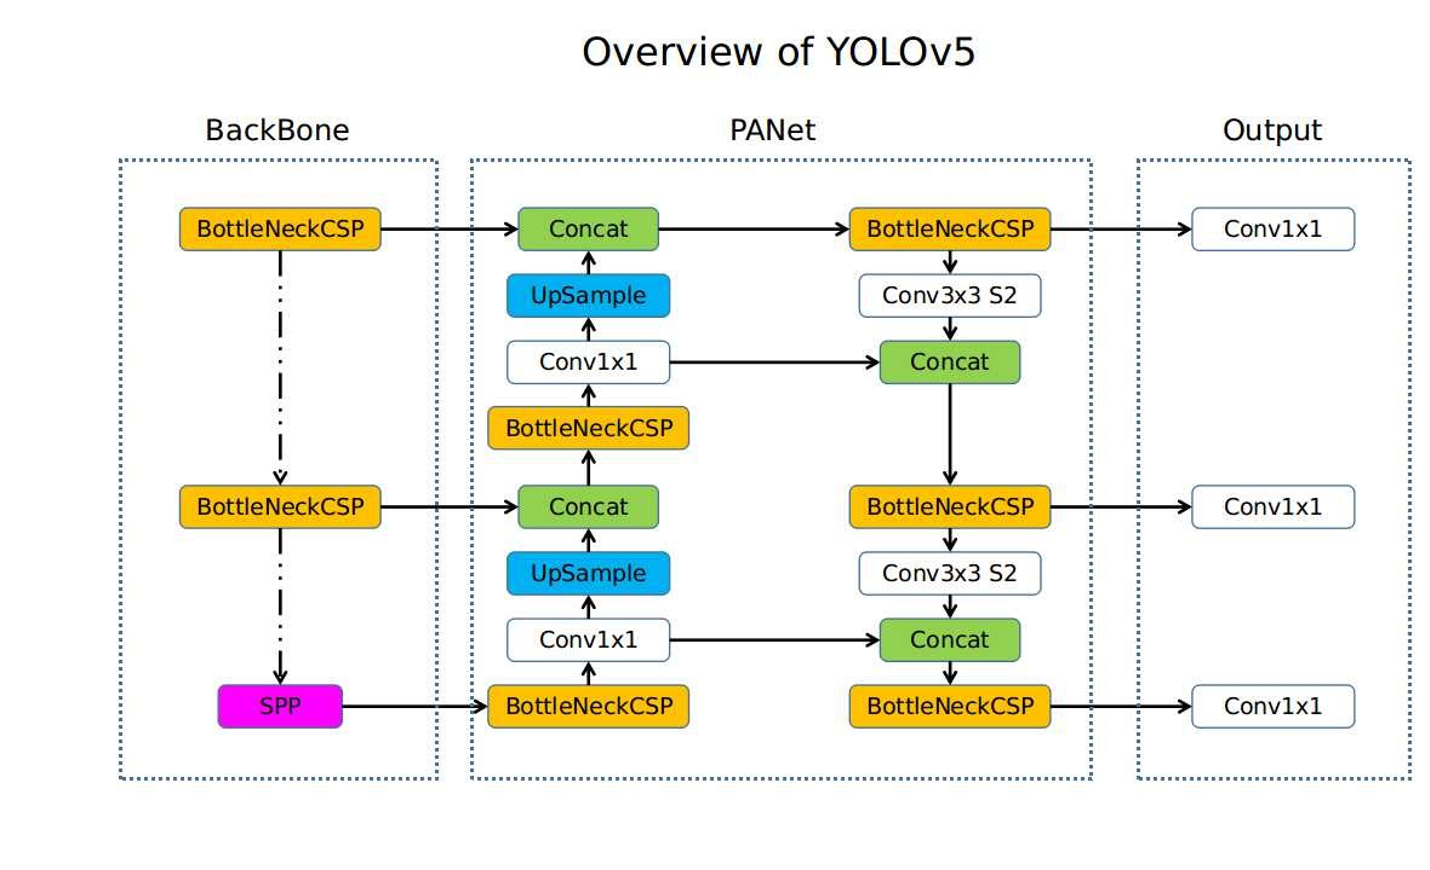 Overview of YOLOv5
BackBone
PANet
Output
BottleNeckCSP
Concat
BottleNeckCSP
Conv1x1
UpSample
Conv3x3 S2
Conv1x1
Concat
BottleNeckCSP
BottleNeckCSP
Concat
BottleNeckCSP
Conv1x1
UpSample
Conv3x3 S2
Conv1x1
Concat
SPP
BottleNeckCSP
BottleNeckCSP
Conv1x1